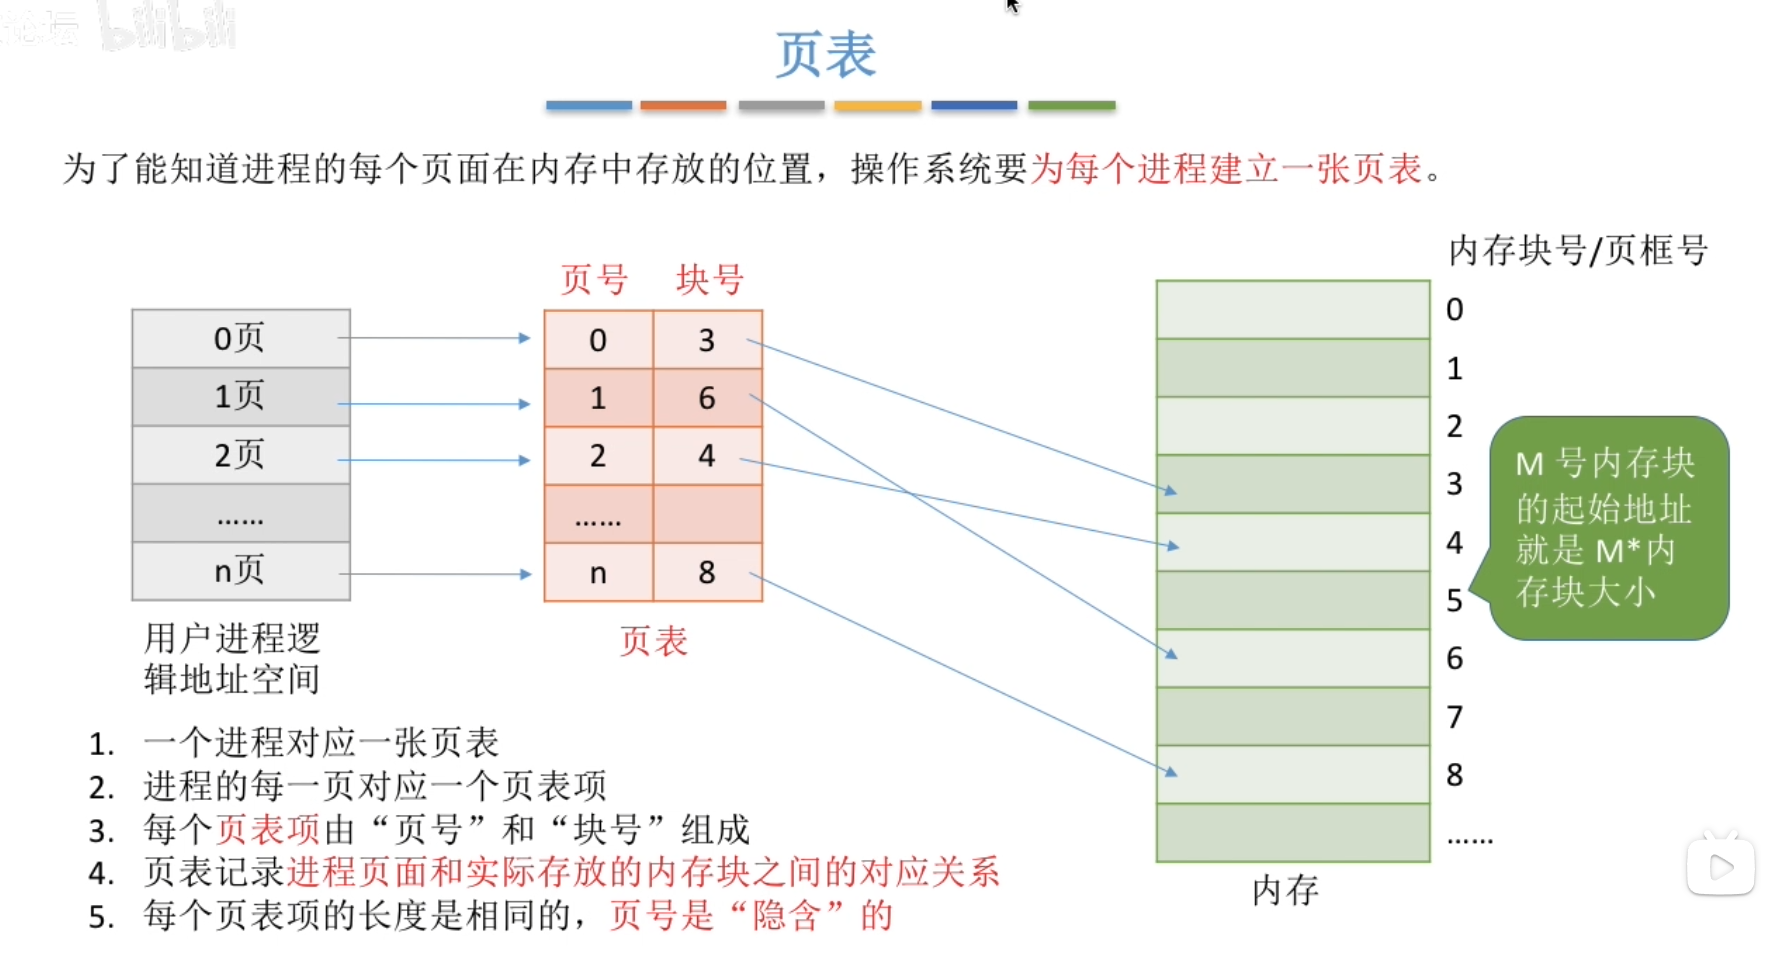 论坛 bilibili
页表
为了能知道进程的每个页面在内存中存放的位置，操作系统要为每个进程建立一张页表。
内存块号/页框号
页号 块号
0页
1页
2页
......
n页
用户进程逻
辑地址空间
0 3
1 6
2 4
......
n 8
页表
0
1
2
3
4
5
6
7
8
......
内存
M 号内存块
的起始地址
就是 M*内
存块大小
1. 一个进程对应一张页表
2. 进程的每一页对应一个页表项
3. 每个页表项由“页号”和“块号”组成
4. 页表记录进程页面和实际存放的内存块之间的对应关系
5. 每个页表项的长度是相同的，页号是“隐含”的